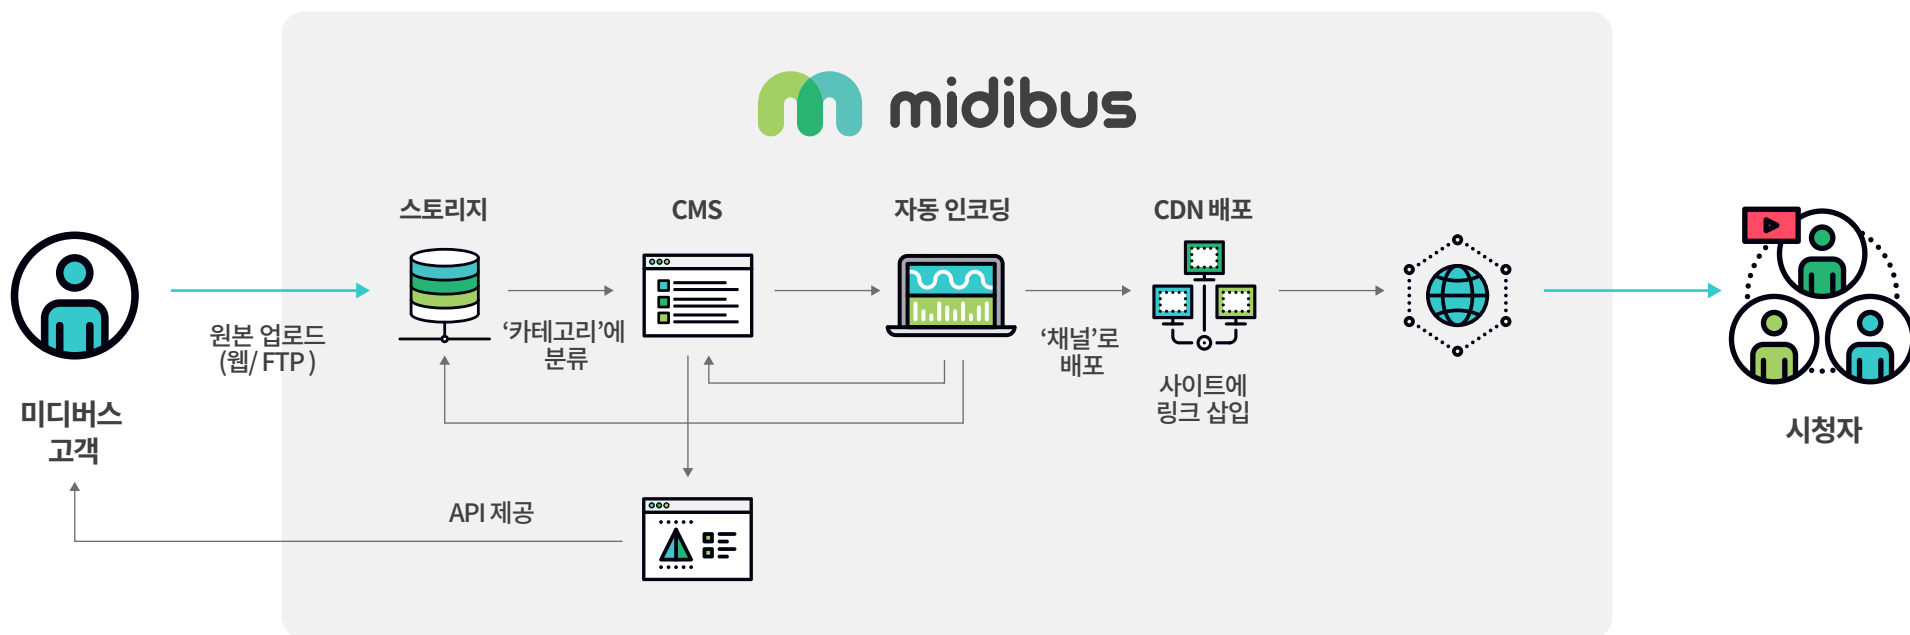 midibus
스토리지
CMS
자동 인코딩
CDN 배포
원본 업로드
(웹/ FTP )
‘카테고리’에
분류
‘채널’로
배포
사이트에
링크 삽입
미디버스
고객
시청자
API 제공